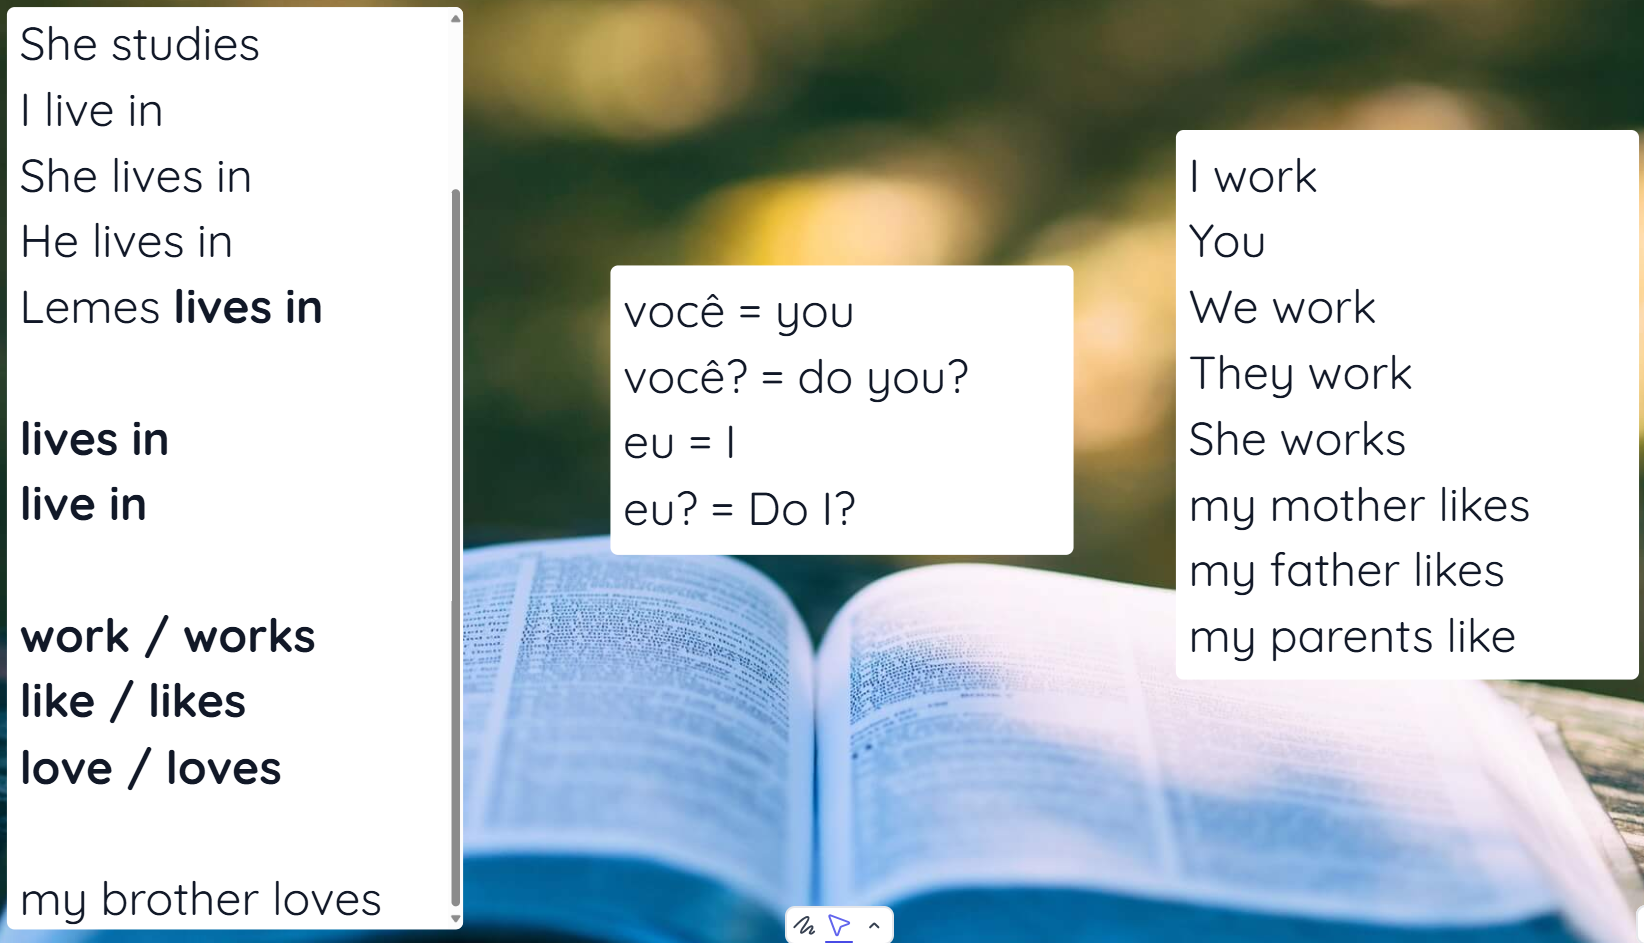 She studies
I live in
She lives in
He lives in
Lemes lives in
lives in
live in
work / works
like / likes
love / loves
my brother loves
você = you
você? = do you?
eu = I
eu? = Do I?
I work
You
We work
They work
She works
my mother likes
my father likes
my parents like